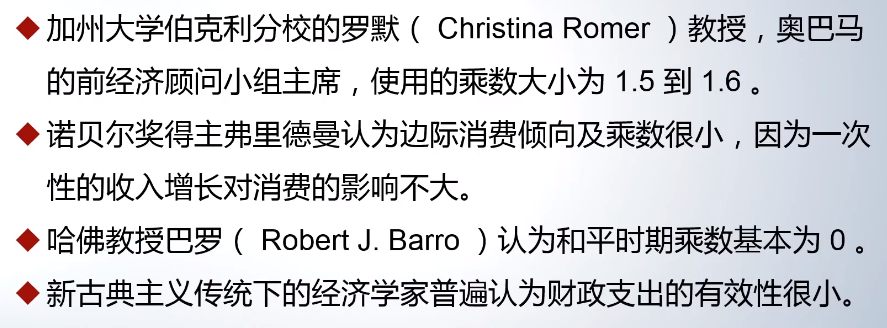 ◆加州大学伯克利分校的罗默( Christina Romer )教授，奥巴马
的前经济顾问小组主席，使用的乘数大小为 1.5 到 1.6 。
◆诺贝尔奖得主弗里德曼认为边际消费倾向及乘数很小，因为一次
性的收入增长对消费的影响不大。
◆哈佛教授巴罗( Robert J. Barro )认为和平时期乘数基本为 0 。
◆新古典主义传统下的经济学家普遍认为财政支出的有效性很小。